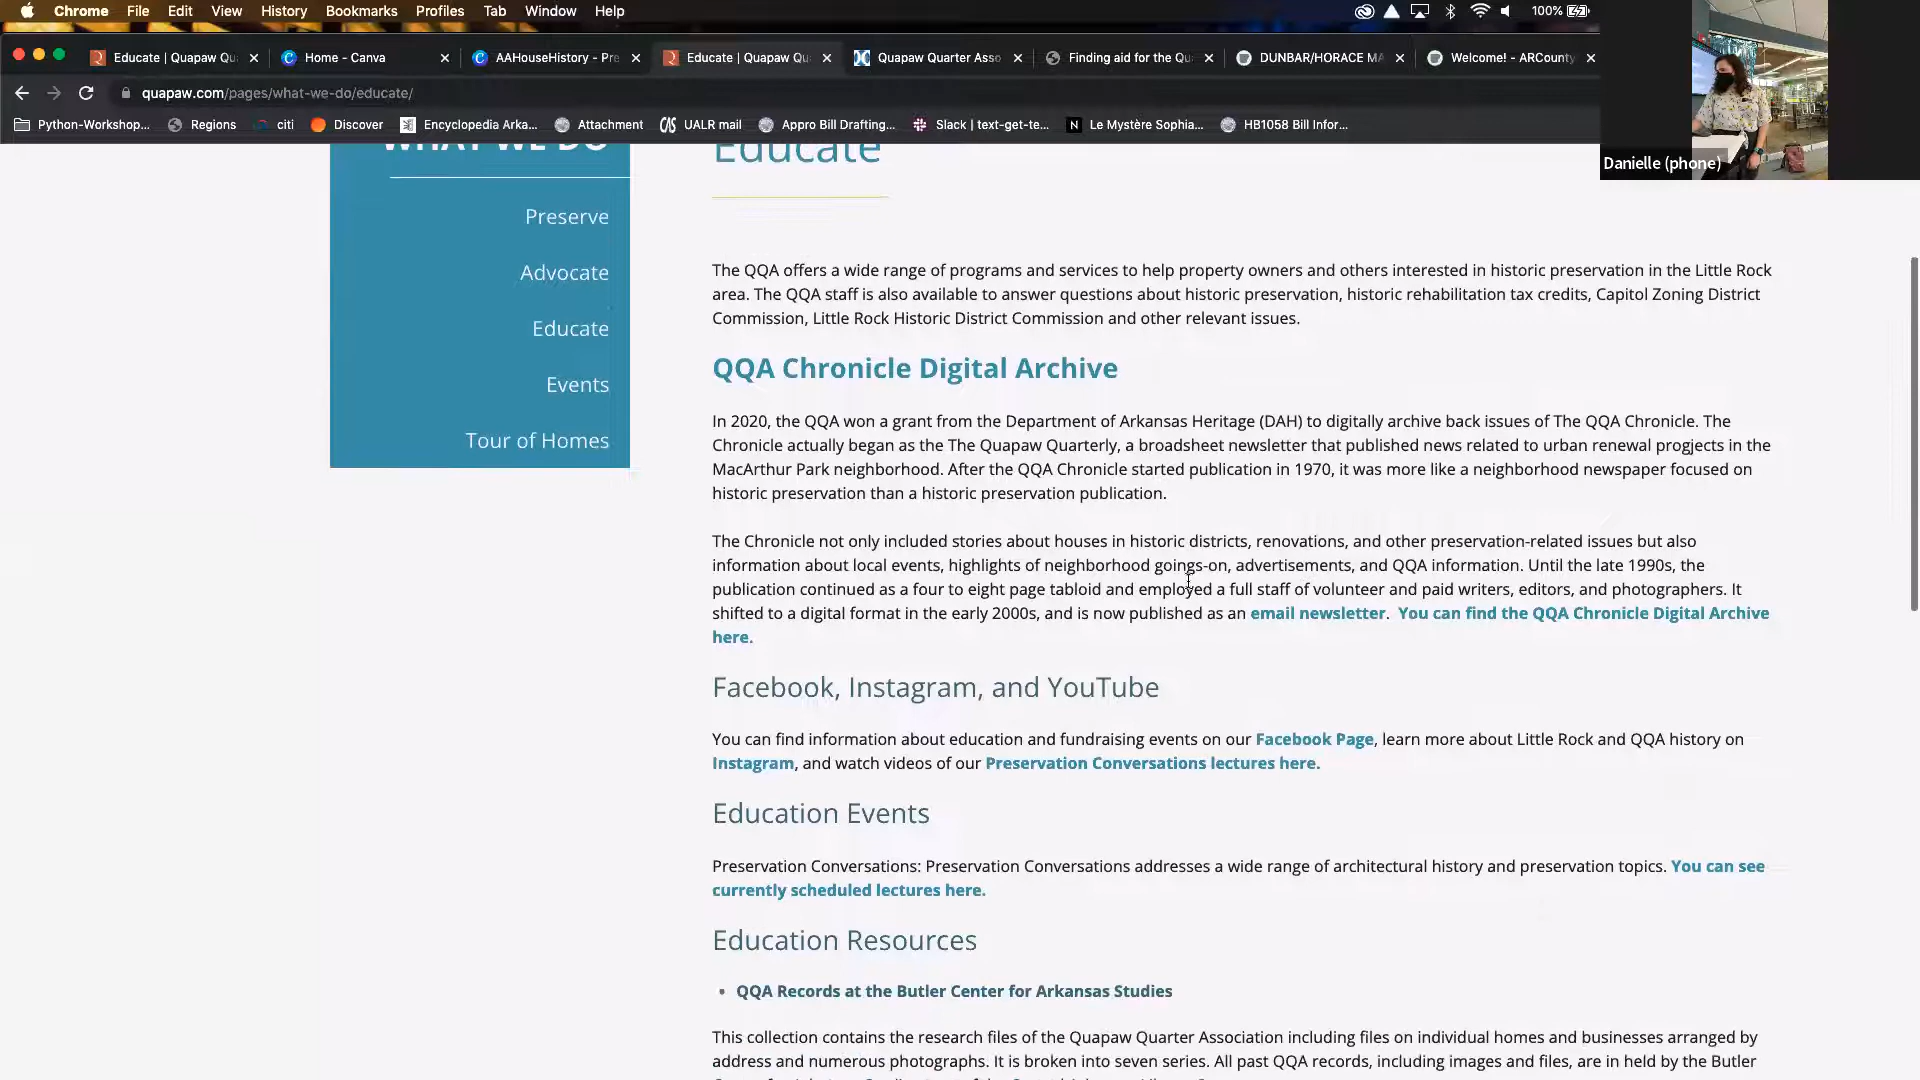 Chrome File Edit View History Bookmarks Profiles Tab Window Help 100%
Educate | Quapaw Qu Home - Canva AAHouseHistory - Pre Educate | Quapaw Qu Quapaw Quarter Asso Finding aid for the Qu DUNBAR/HORACE MA Welcome! - ARCounty
quapaw.com/pages/what-we-do/educate/
Python-Workshop... Regions citi Discover Encyclopedia Arka... Attachment UALR mail Appro Bill Drafting... Slack | text-get-te... Le Mystère Sophia... HB1058 Bill Infor...
Danielle (phone)
WHAT WE DO
Preserve
Advocate
Educate
Events
Tour of Homes
Educate
The QQA offers a wide range of programs and services to help property owners and others interested in historic preservation in the Little Rock
area. The QQA staff is also available to answer questions about historic preservation, historic rehabilitation tax credits, Capitol Zoning District
Commission, Little Rock Historic District Commission and other relevant issues.
QQA Chronicle Digital Archive
In 2020, the QQA won a grant from the Department of Arkansas Heritage (DAH) to digitally archive back issues of The QQA Chronicle. The
Chronicle actually began as the The Quapaw Quarterly, a broadsheet newsletter that published news related to urban renewal progjects in the
MacArthur Park neighborhood. After the QQA Chronicle started publication in 1970, it was more like a neighborhood newspaper focused on
historic preservation than a historic preservation publication.
The Chronicle not only included stories about houses in historic districts, renovations, and other preservation-related issues but also
information about local events, highlights of neighborhood goings-on, advertisements, and QQA information. Until the late 1990s, the
publication continued as a four to eight page tabloid and employed a full staff of volunteer and paid writers, editors, and photographers. It
shifted to a digital format in the early 2000s, and is now published as an email newsletter. You can find the QQA Chronicle Digital Archive
here.
Facebook, Instagram, and YouTube
You can find information about education and fundraising events on our Facebook Page, learn more about Little Rock and QQA history on
Instagram, and watch videos of our Preservation Conversations lectures here.
Education Events
Preservation Conversations: Preservation Conversations addresses a wide range of architectural history and preservation topics. You can see
currently scheduled lectures here.
Education Resources
• QQA Records at the Butler Center for Arkansas Studies
This collection contains the research files of the Quapaw Quarter Association including files on individual homes and businesses arranged by
address and numerous photographs. It is broken into seven series. All past QQA records, including images and files, are in held by the Butler